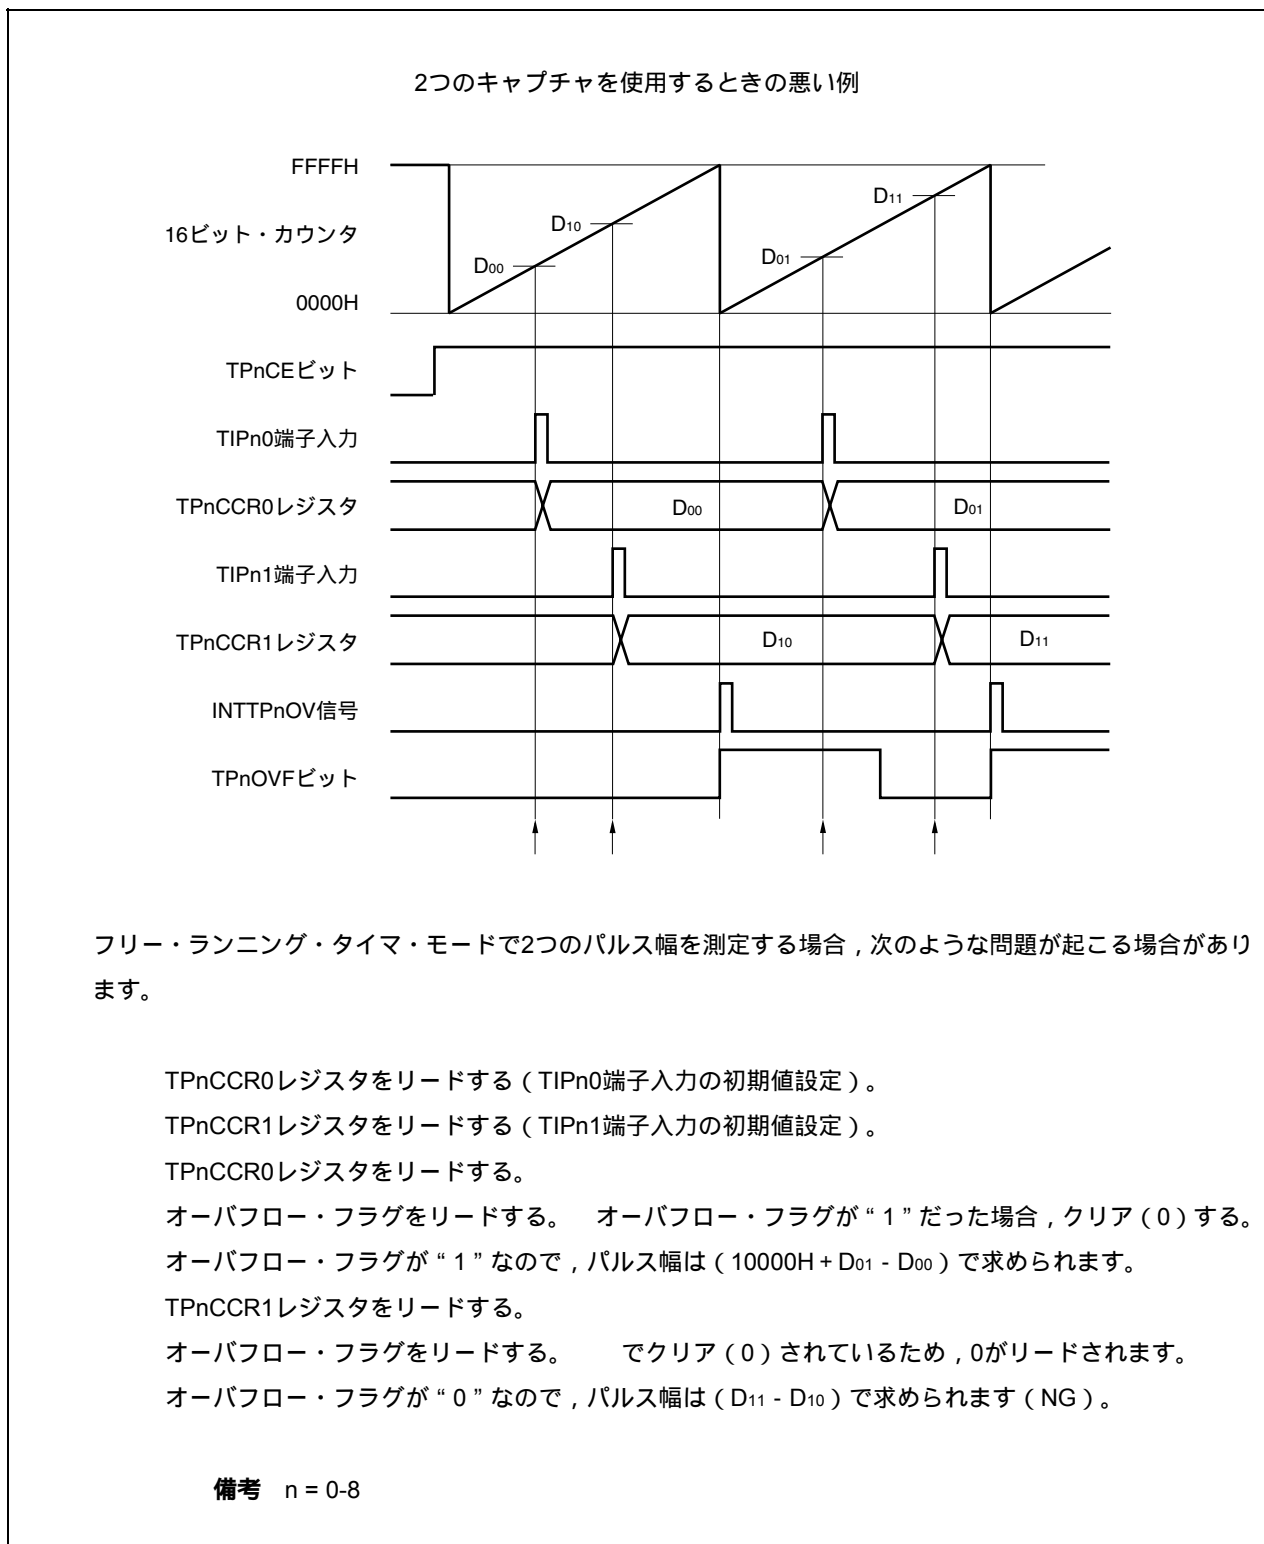 2つのキャプチャを使用するときの悪い例
FFFFH
16ビット・カウンタ
0000H
D00
D10
D01
D11
TPnCEビット
TIPn0端子入力
TPnCCR0レジスタ
D00
D01
TIPn1端子入力
TPnCCR1レジスタ
D10
D11
INTTPnOV信号
TPnOVFビット
フリー・ランニング・タイマ・モードで2つのパルス幅を測定する場合，次のような問題が起こる場合があり
ます。
TPnCCR0レジスタをリードする（TIPn0端子入力の初期値設定）。
TPnCCR1レジスタをリードする（TIPn1端子入力の初期値設定）。
TPnCCR0レジスタをリードする。
オーバフロー・フラグをリードする。　オーバフロー・フラグが“1”だった場合，クリア（0）する。
オーバフロー・フラグが“1”なので，パルス幅は（10000H + D01 - D00）で求められます。
TPnCCR1レジスタをリードする。
オーバフロー・フラグをリードする。　　でクリア（0）されているため，0がリードされます。
オーバフロー・フラグが“0”なので，パルス幅は（D11 - D10）で求められます（NG）。
備考　n = 0-8